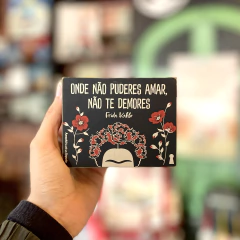 ONDE NÃO PUDERES AMAR,
NÃO TE DEMORES
Frida Kahlo